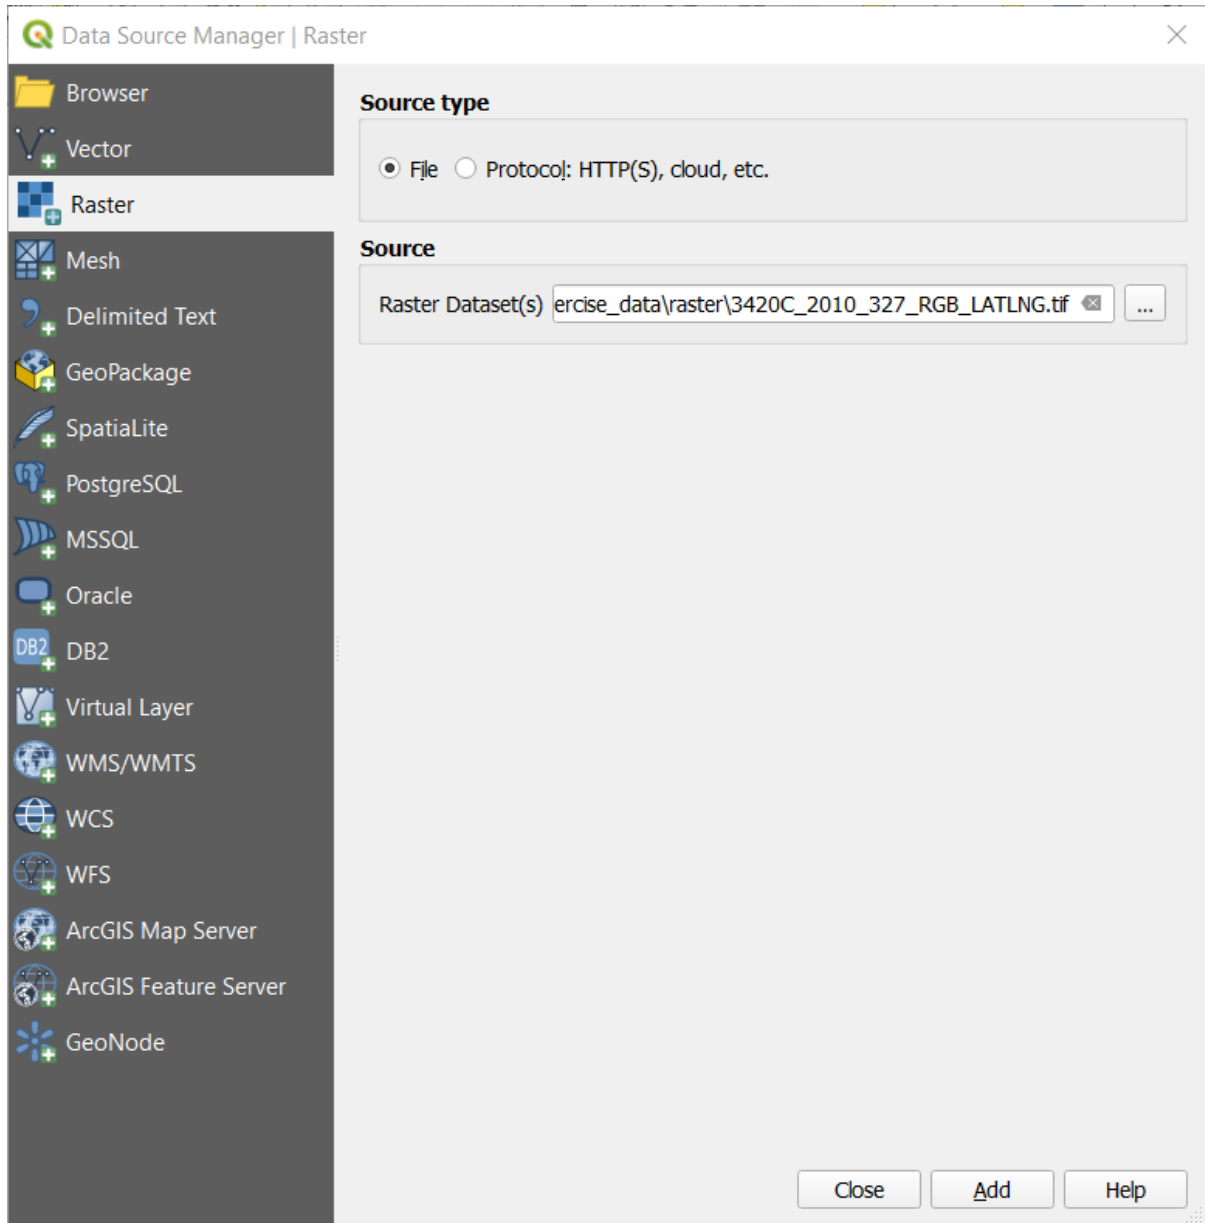 Data Source Manager | Raster
Browser
Vector
Raster
Mesh
Delimited Text
GeoPackage
SpatiaLite
PostgreSQL
MSSQL
Oracle
DB2
DB2
Virtual Layer
WMS/WMTS
WCS
WFS
ArcGIS Map Server
ArcGIS Feature Server
GeoNode
Source type
File Protocol: HTTP(S), cloud, etc.
Source
Raster Dataset(s) ercise_data\raster\3420C_2010_327_RGB_LATLNG.tif ...
Close Add Help